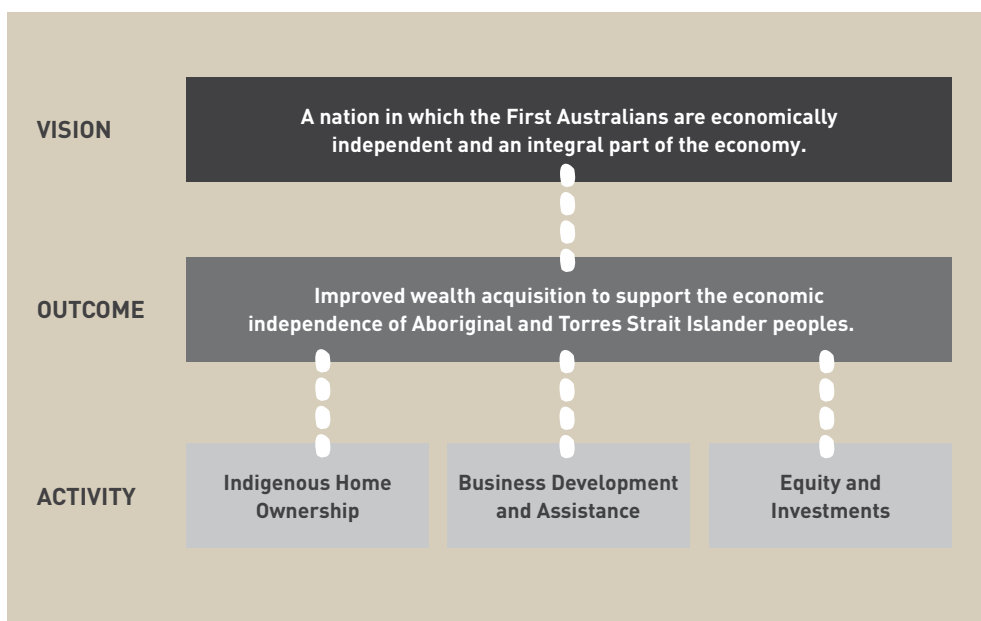 VISION
A nation in which the First Australians are economically
independent and an integral part of the economy.
OUTCOME
Improved wealth acquisition to support the economic
independence of Aboriginal and Torres Strait Islander peoples.
ACTIVITY
Indigenous Home
Ownership
Business Development
and Assistance
Equity and
Investments